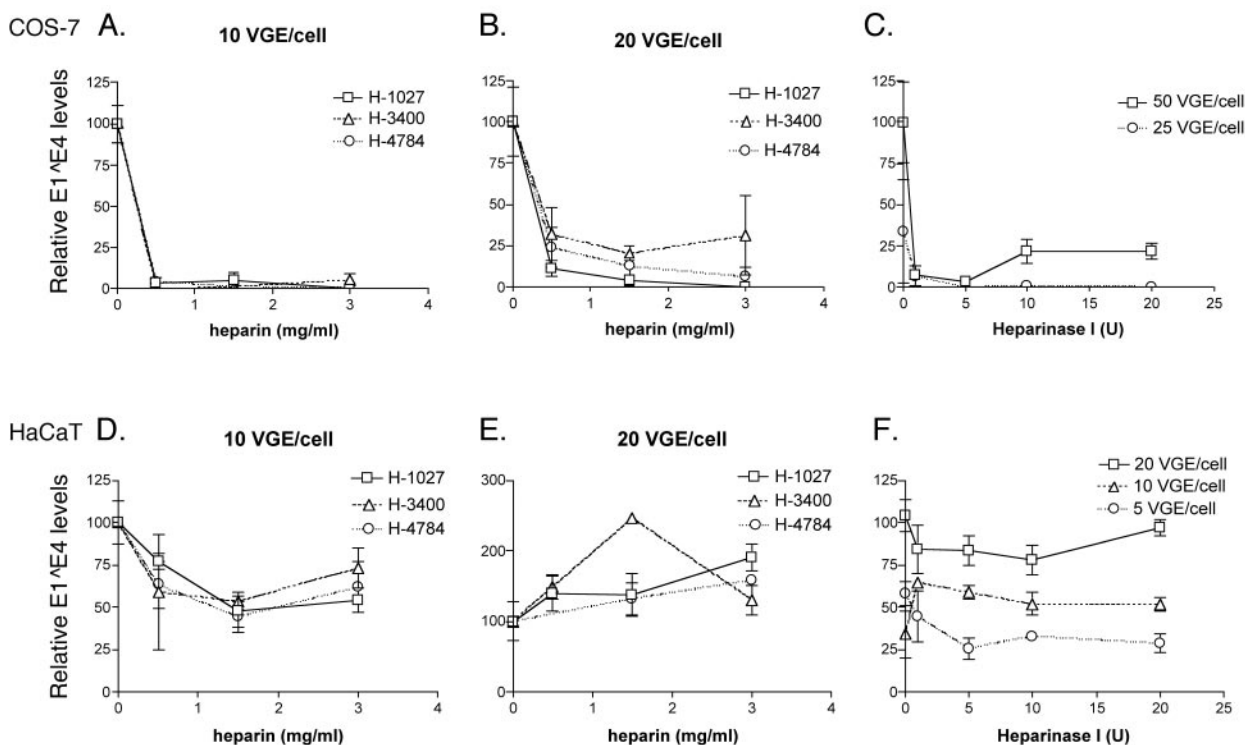 COS-7
A.
10 VGE/cell
Relative E1^E4 levels
125
100
75
50
25
0
0 1 2 3 4
heparin (mg/ml)
H-1027
H-3400
H-4784
B.
20 VGE/cell
125
100
75
50
25
0
0 1 2 3 4
heparin (mg/ml)
H-1027
H-3400
H-4784
C.
125
100
75
50
25
0
0 5 10 15 20 25
Heparinase I (U)
50 VGE/cell
25 VGE/cell
HaCaT
D.
10 VGE/cell
Relative E1^E4 levels
125
100
75
50
25
0
0 1 2 3 4
heparin (mg/ml)
H-1027
H-3400
H-4784
E.
20 VGE/cell
300
200
100
0
0 1 2 3 4
heparin (mg/ml)
H-1027
H-3400
H-4784
F.
125
100
75
50
25
0
0 5 10 15 20 25
Heparinase I (U)
20 VGE/cell
10 VGE/cell
5 VGE/cell